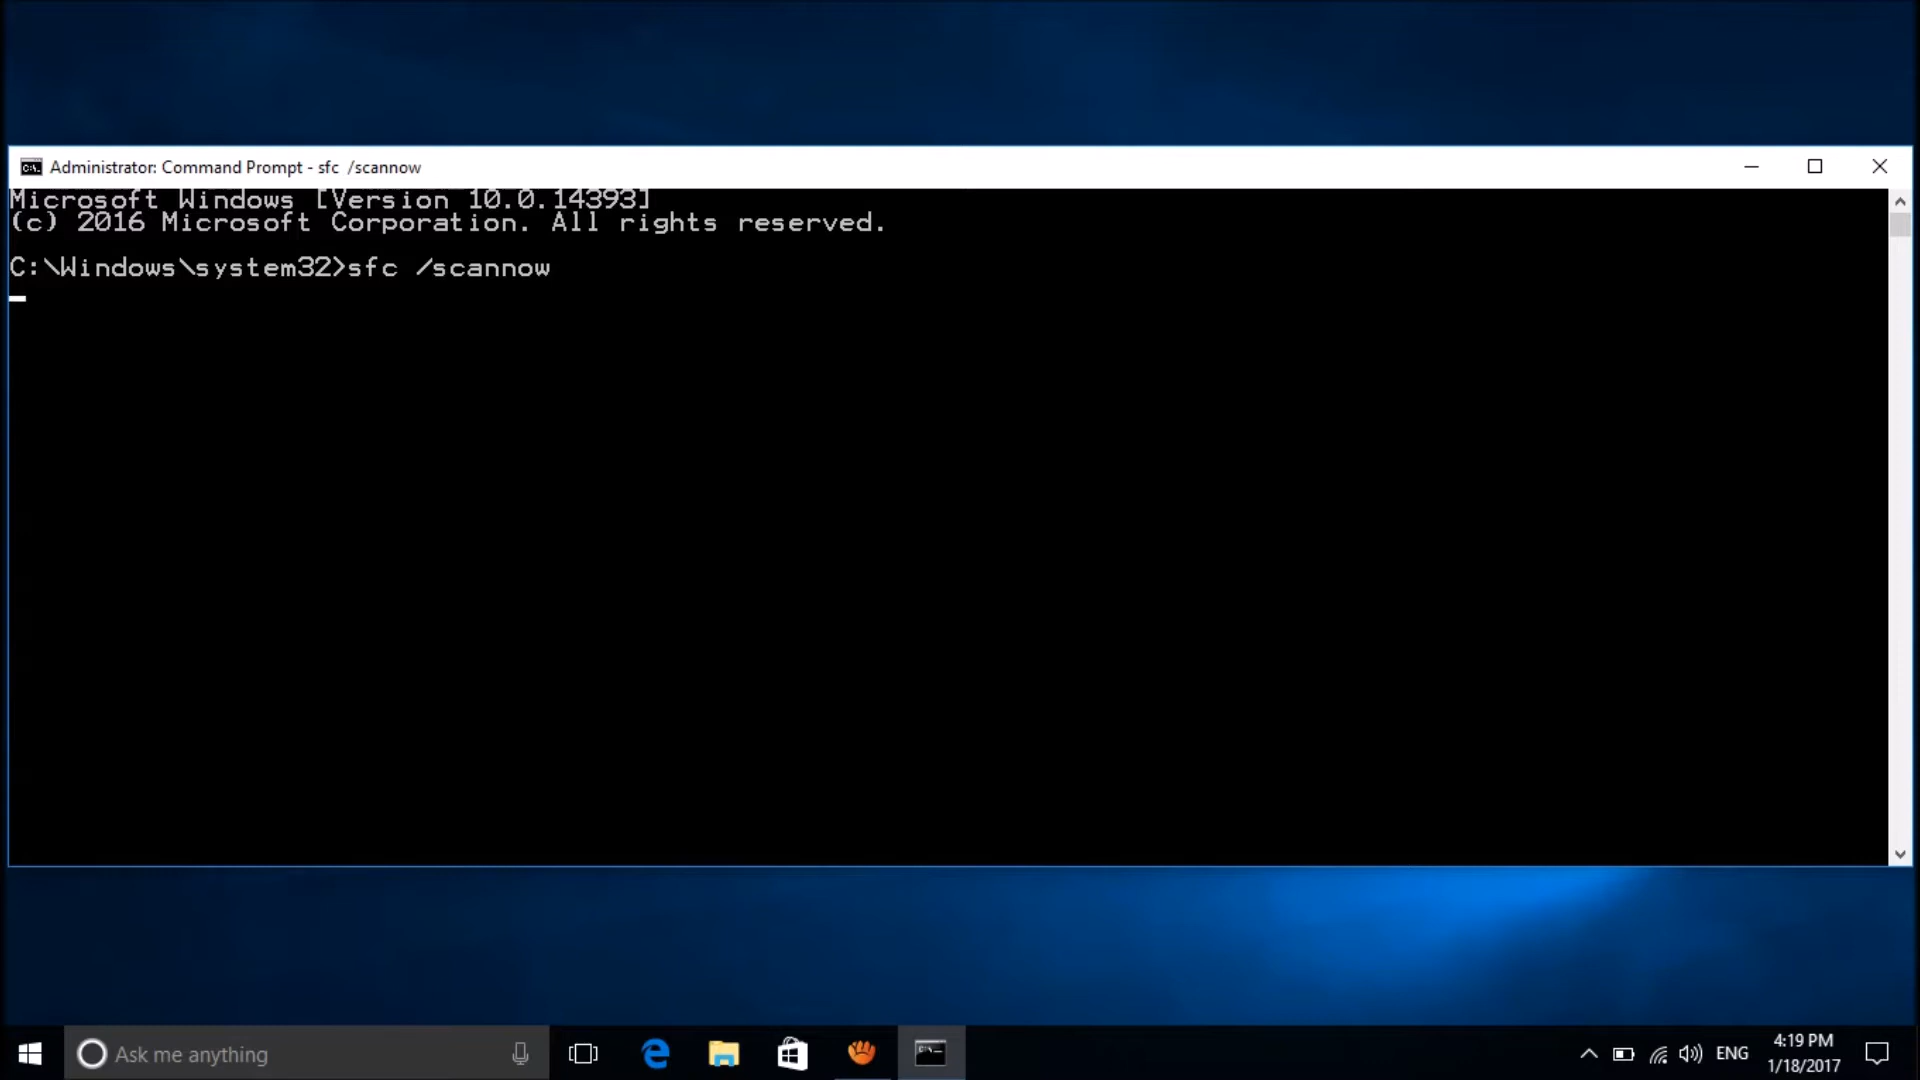 Administrator: Command Prompt - sfc  /scannow
Microsoft Windows [Version 10.0.14393]
(c) 2016 Microsoft Corporation. All rights reserved.
C:\Windows\system32>sfc /scannow
Ask me anything
ENG
4:19 PM
1/18/2017